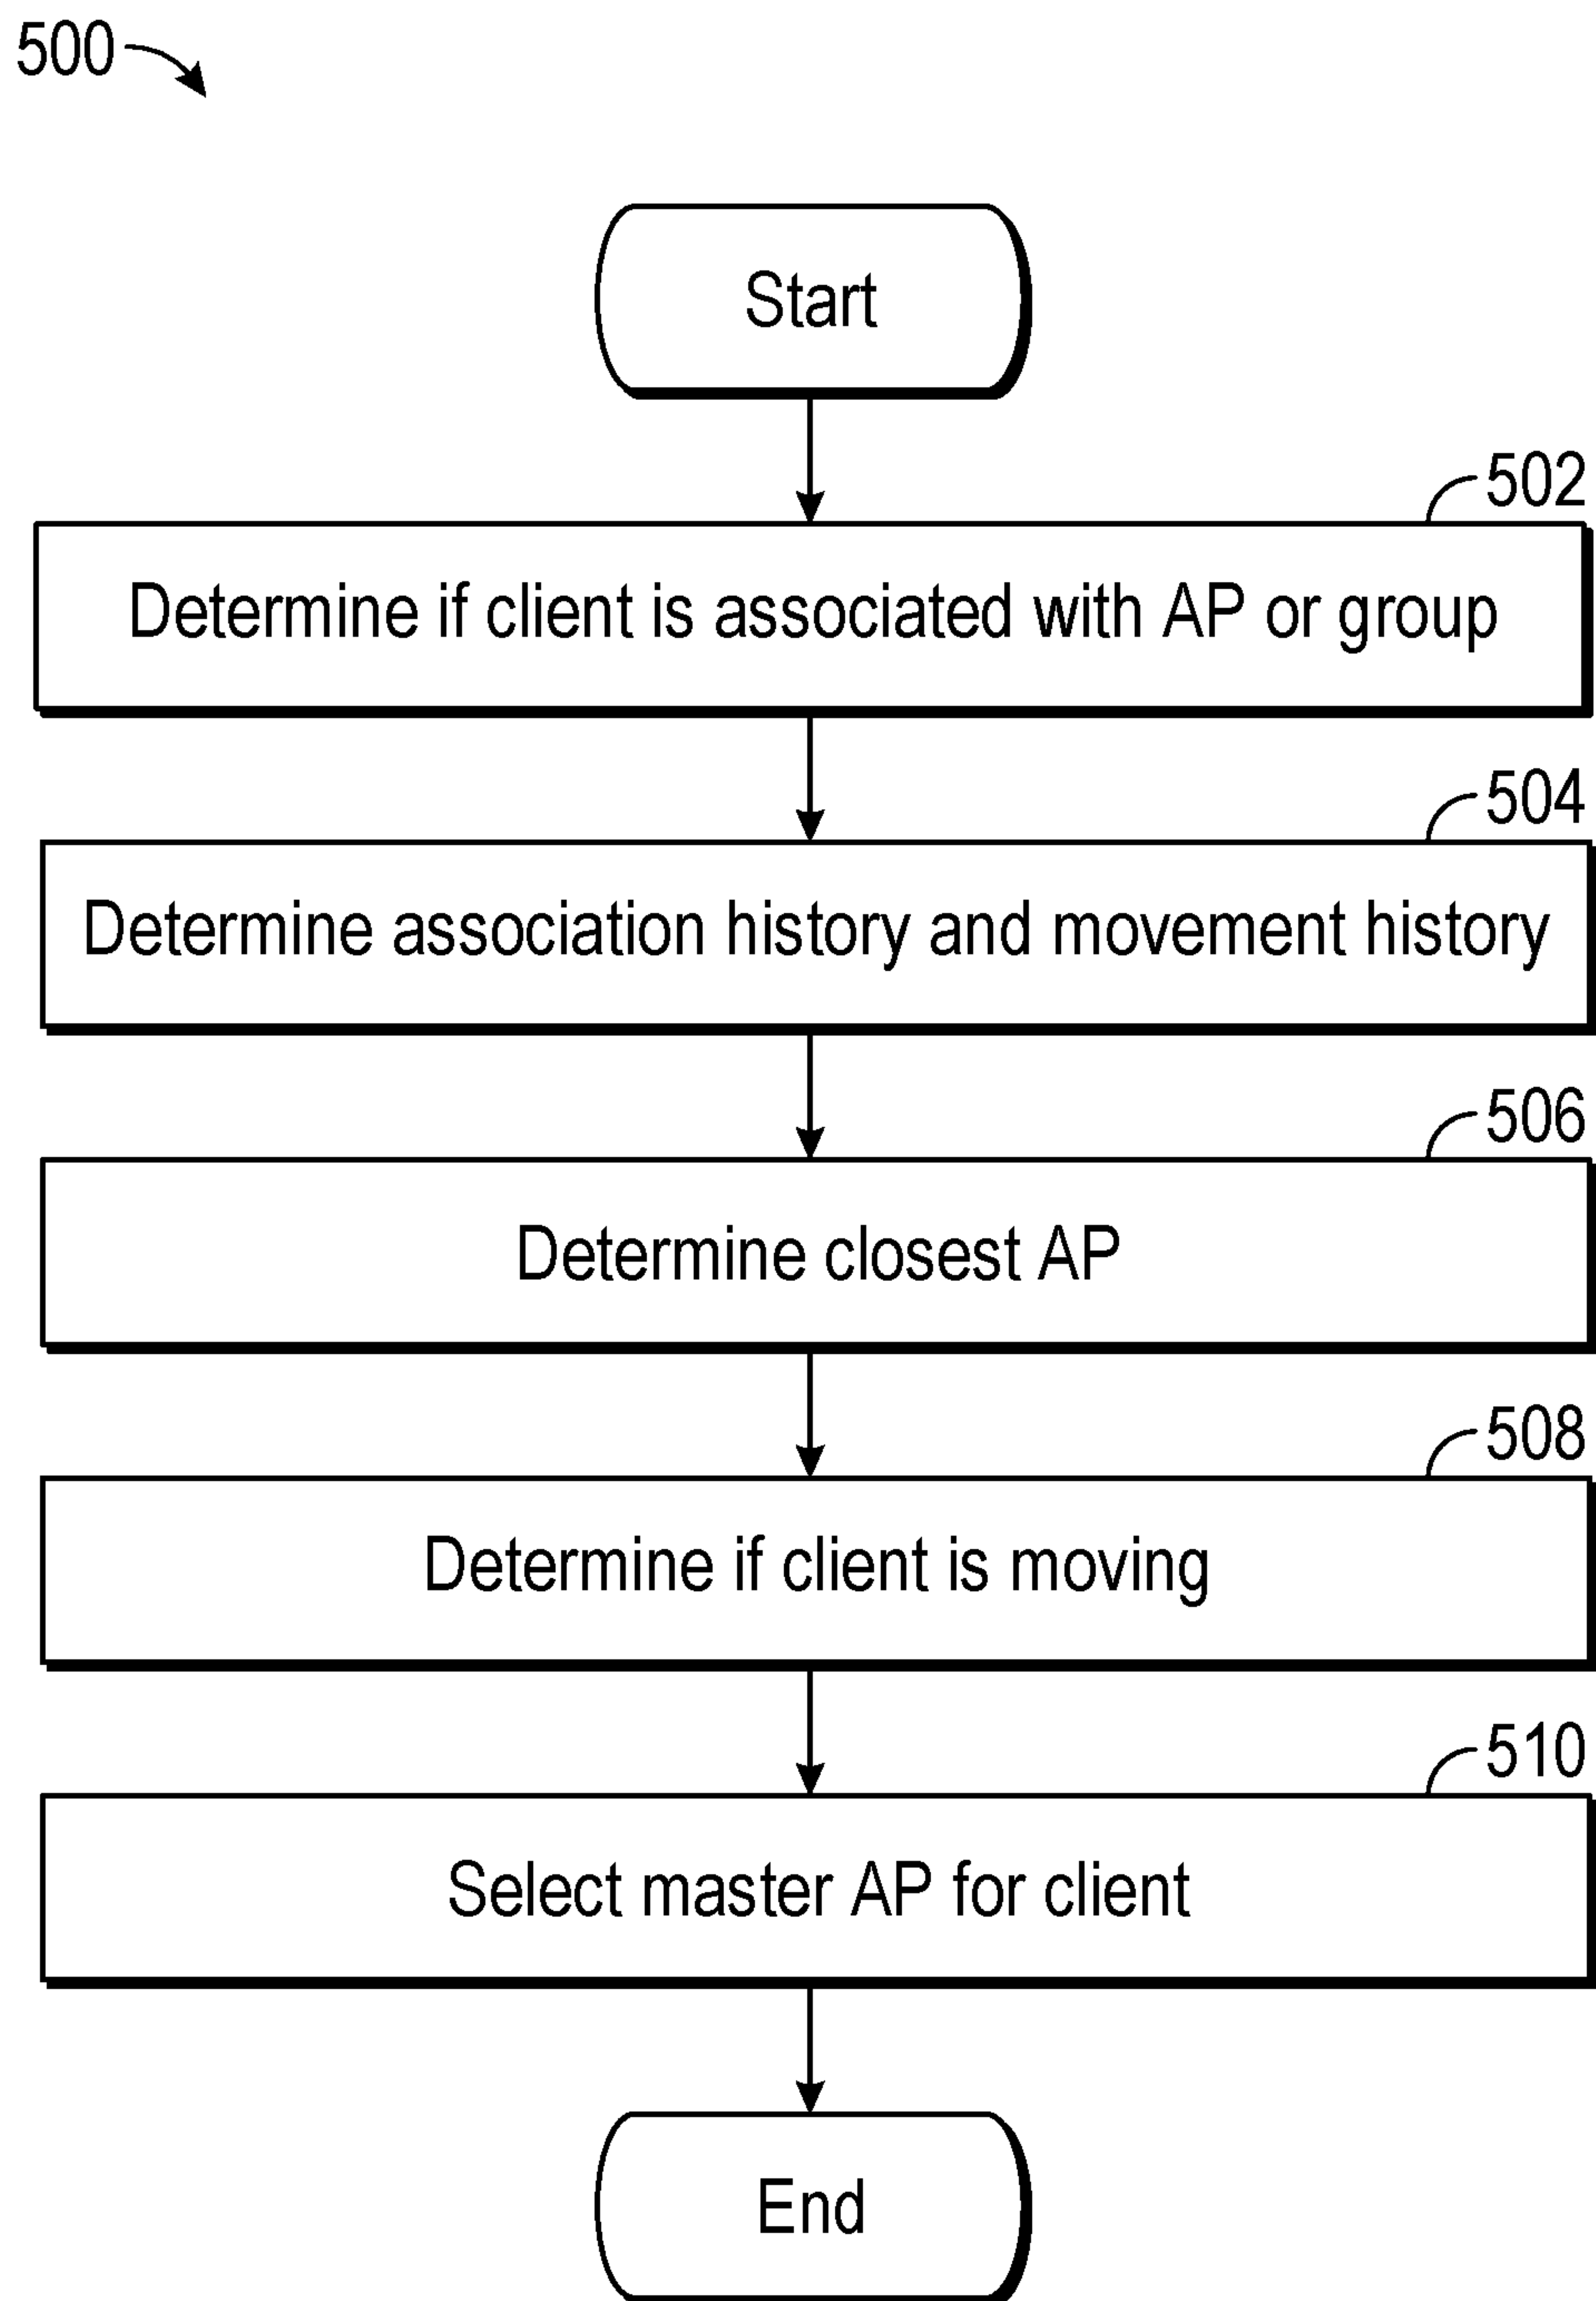 500
Start
502
Determine if client is associated with AP or group
504
Determine association history and movement history
506
Determine closest AP
508
Determine if client is moving
510
Select master AP for client
End